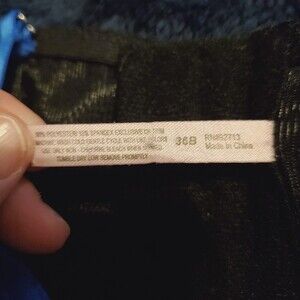 90% POLYESTER 10% SPANDEX EXCLUSIVE OF TRIM
MACHINE WASH COLD GENTLE CYCLE WITH LIKE COLORS
USE ONLY NON - CHLORINE BLEACH WHEN NEEDED
TUMBLE DRY LOW REMOVE PROMPTLY
36B
Made In China